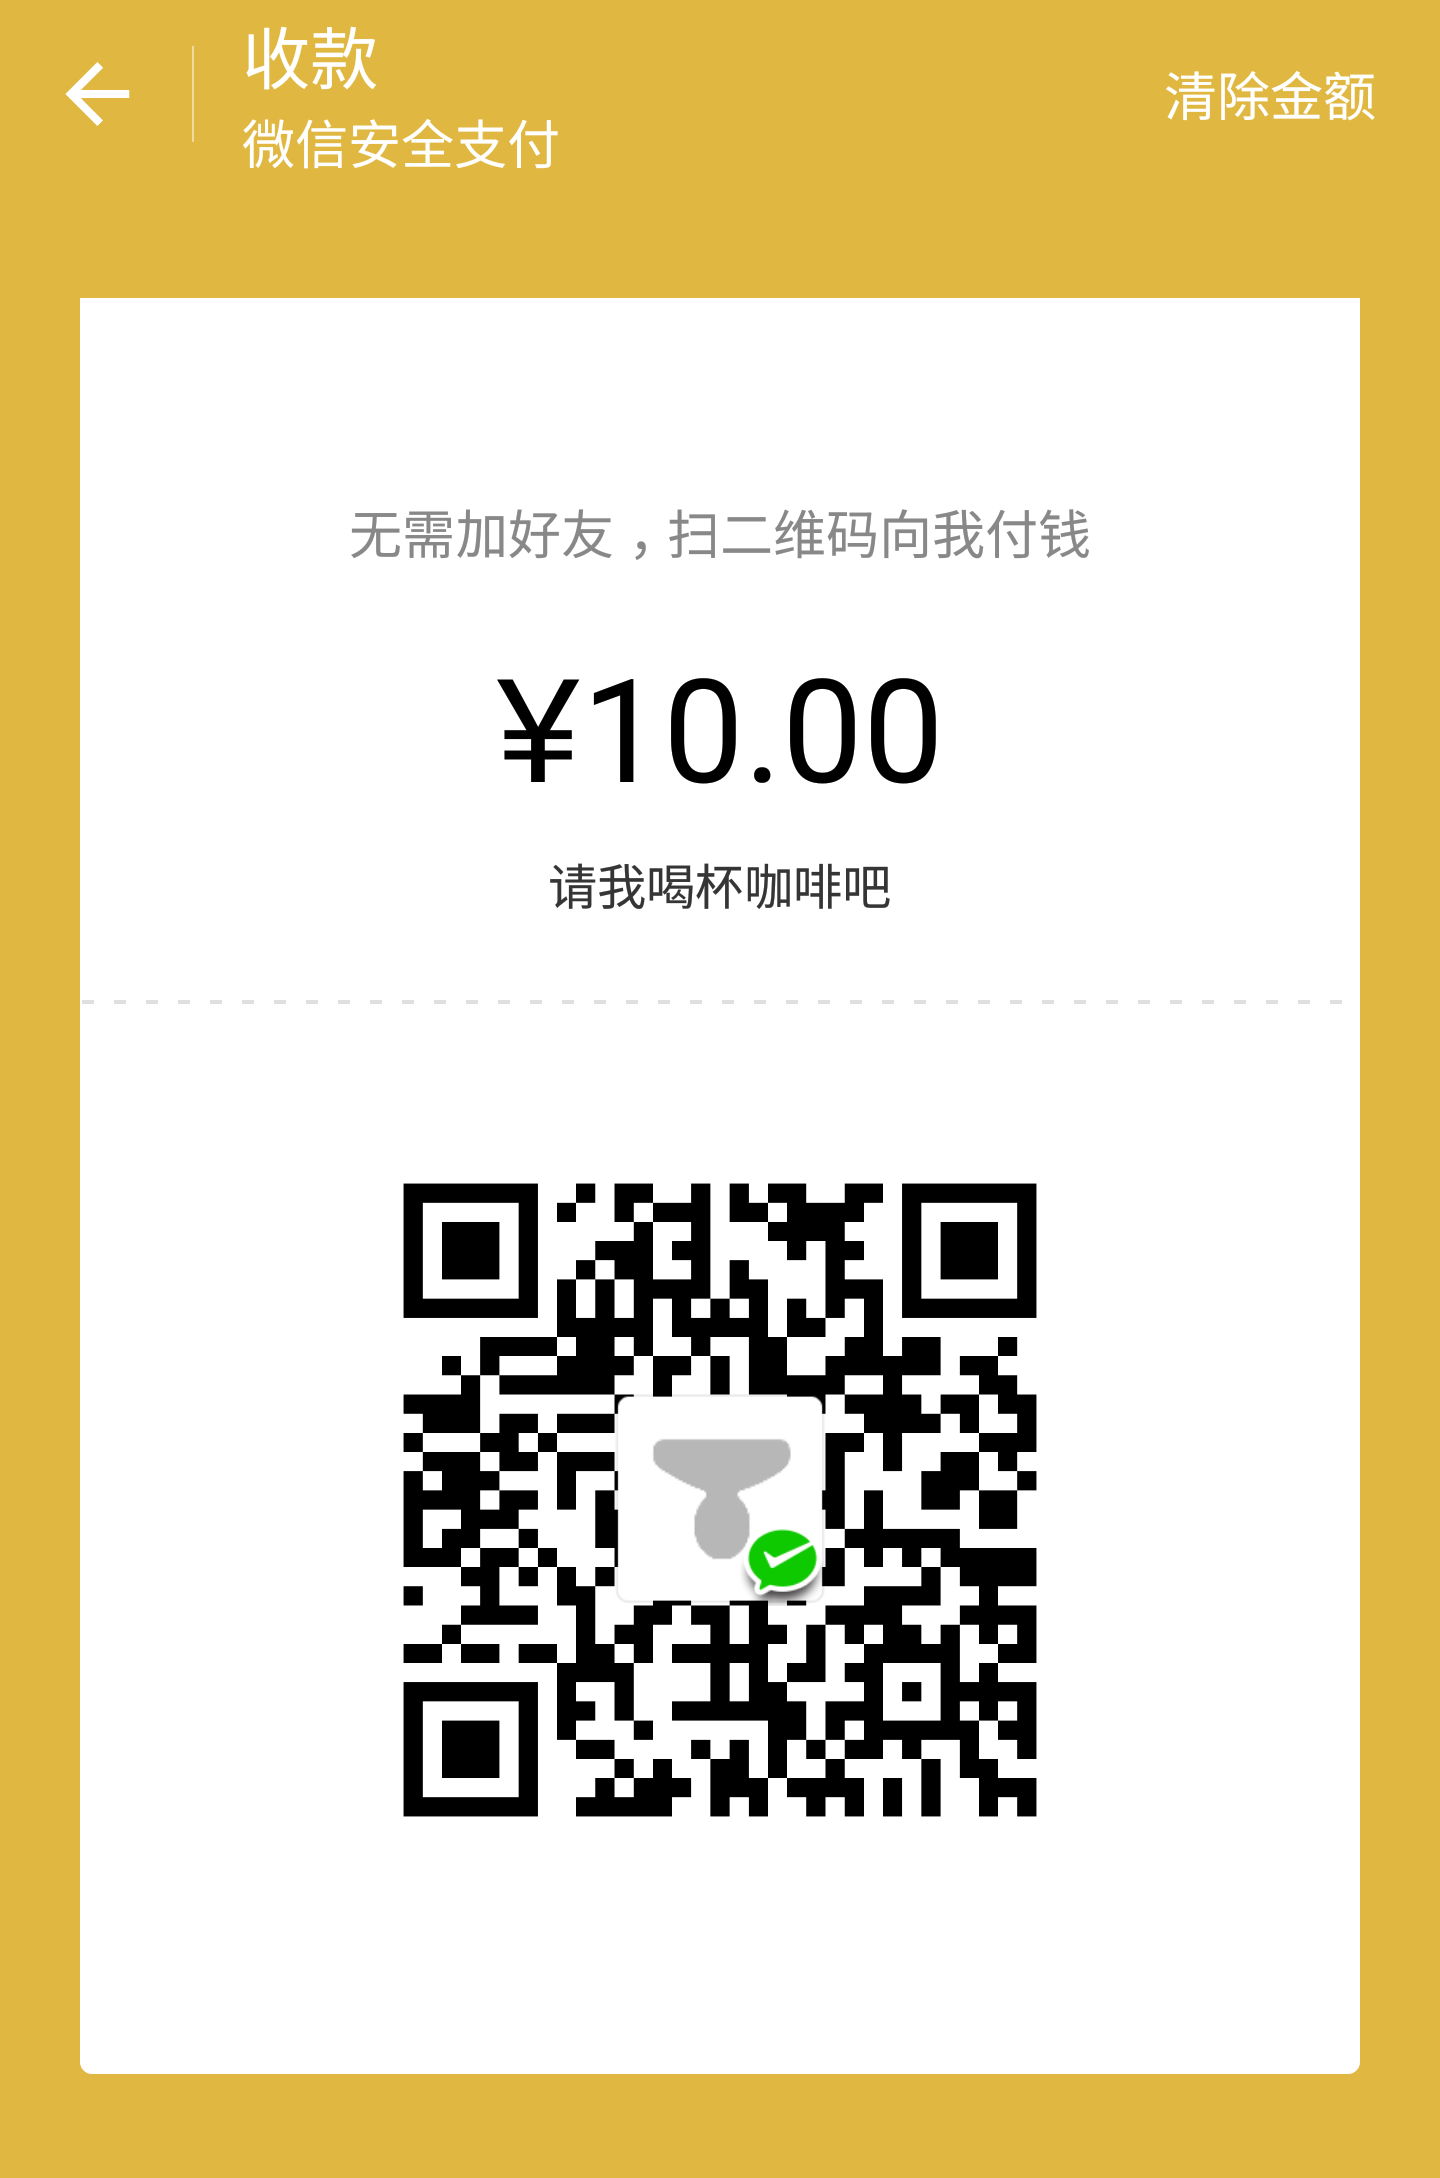 收款
微信安全支付
清除金额
无需加好友，扫二维码向我付钱
¥10.00
请我喝杯咖啡吧